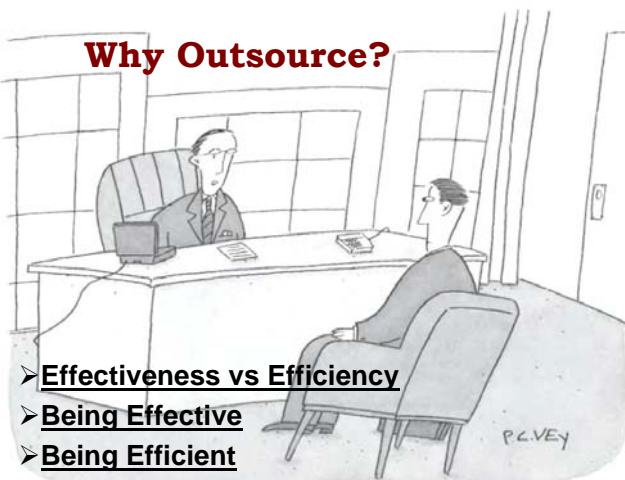 Why Outsource?
➢Effectiveness vs Efficiency
➢Being Effective
➢Being Efficient
P.C.VEY